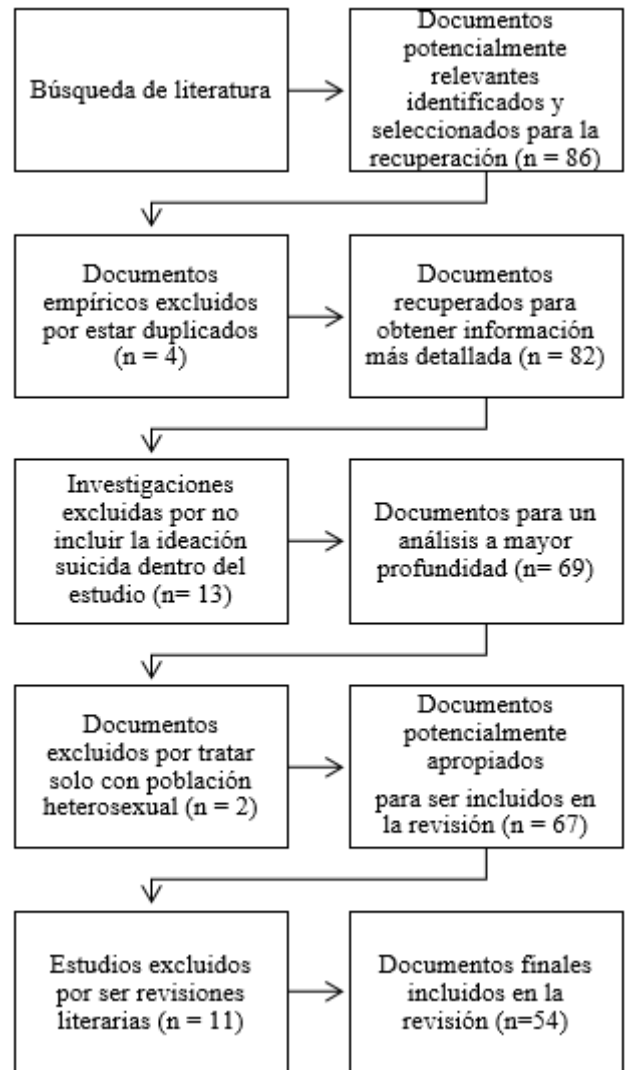 Búsqueda de literatura
Documentos
potencialmente
relevantes
identificados y
seleccionados para la
recuperación (n = 86)
Documentos
empíricos excluidos
por estar duplicados
(n = 4)
Documentos
recuperados para
obtener información
más detallada (n = 82)
Investigaciones
excluidas por no
incluir la ideación
suicida dentro del
estudio (n= 13)
Documentos para un
análisis a mayor
profundidad (n= 69)
Documentos
excluidos por tratar
solo con población
heterosexual (n = 2)
Documentos
potencialmente
apropiados
para ser incluidos en
la revisión (n = 67)
Estudios excluidos
por ser revisiones
literarias (n = 11)
Documentos finales
incluidos en la
revisión (n=54)